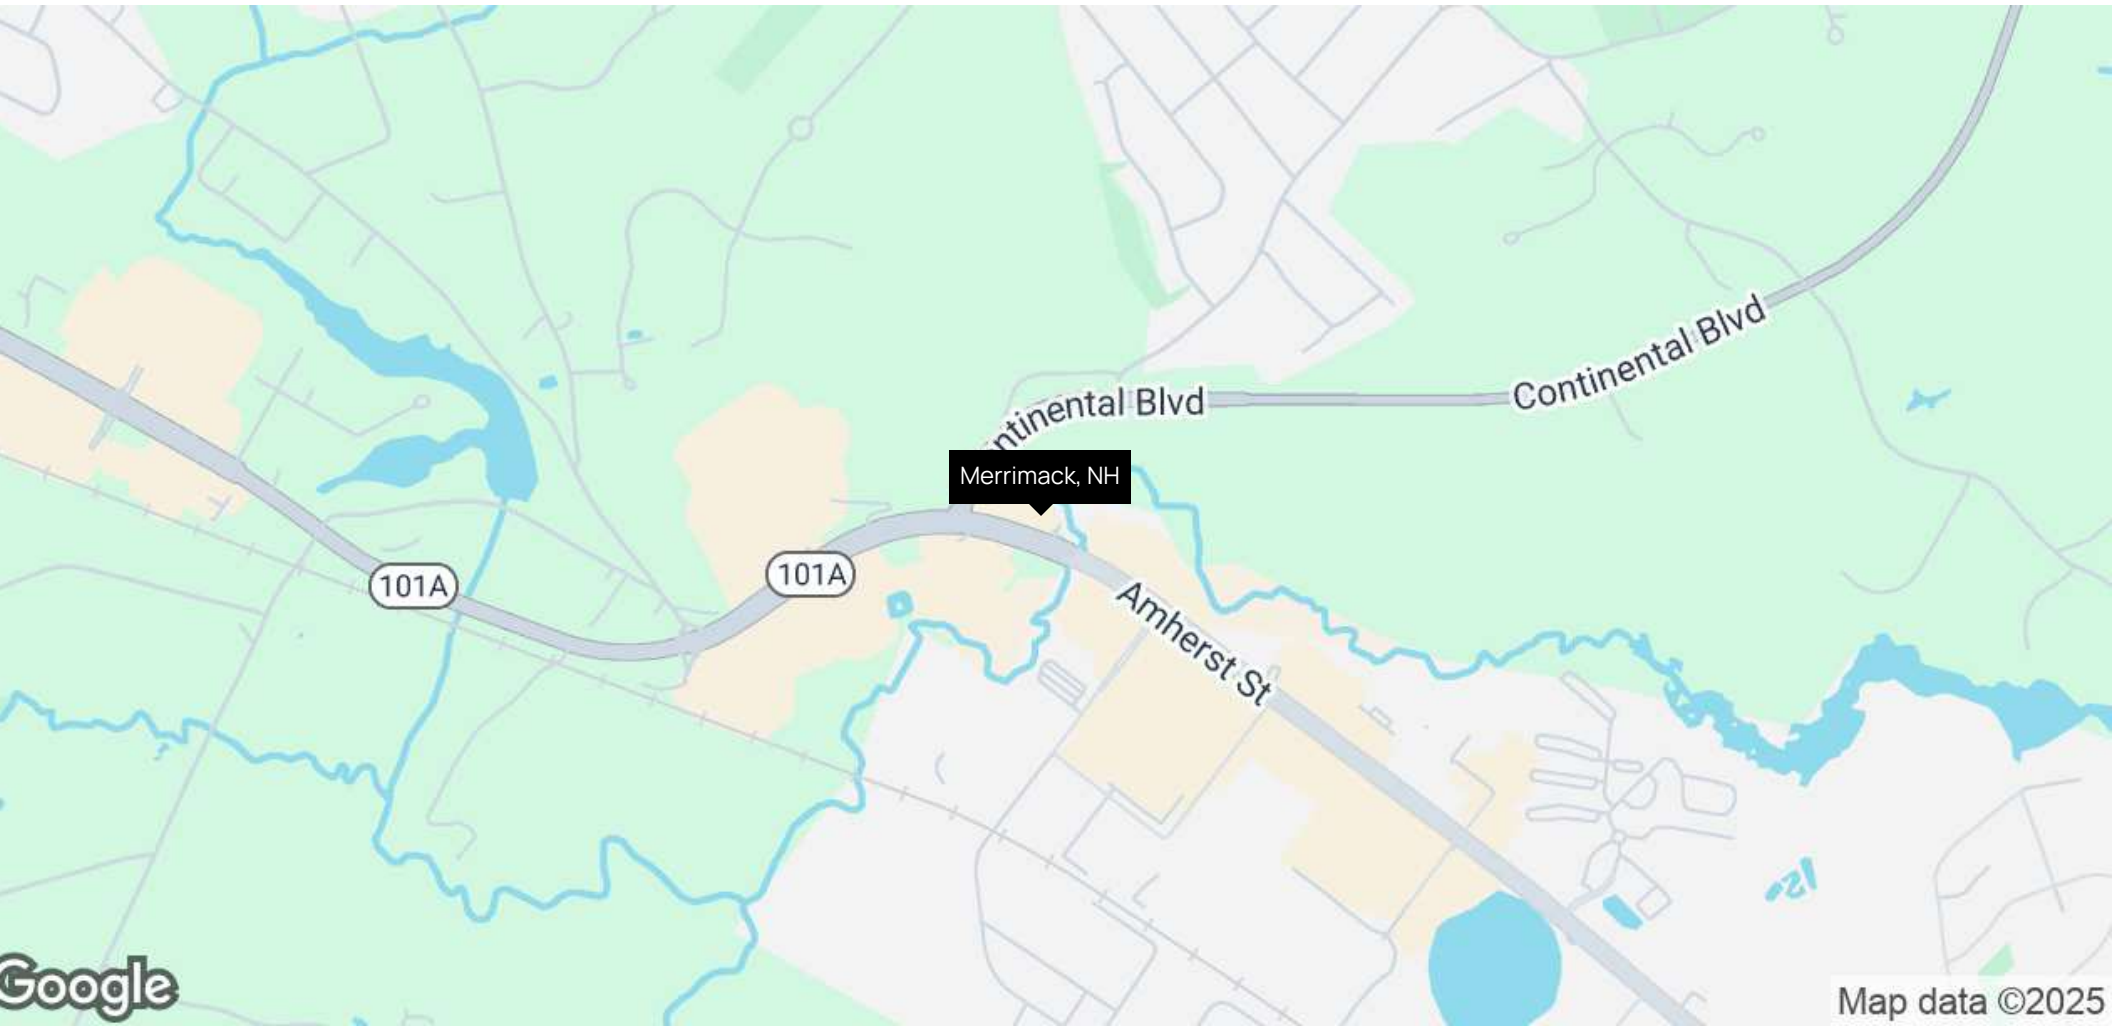 Continental Blvd
ntinental Blvd
Merrimack, NH
101A
101A
Amherst St
Google
Map data ©2025